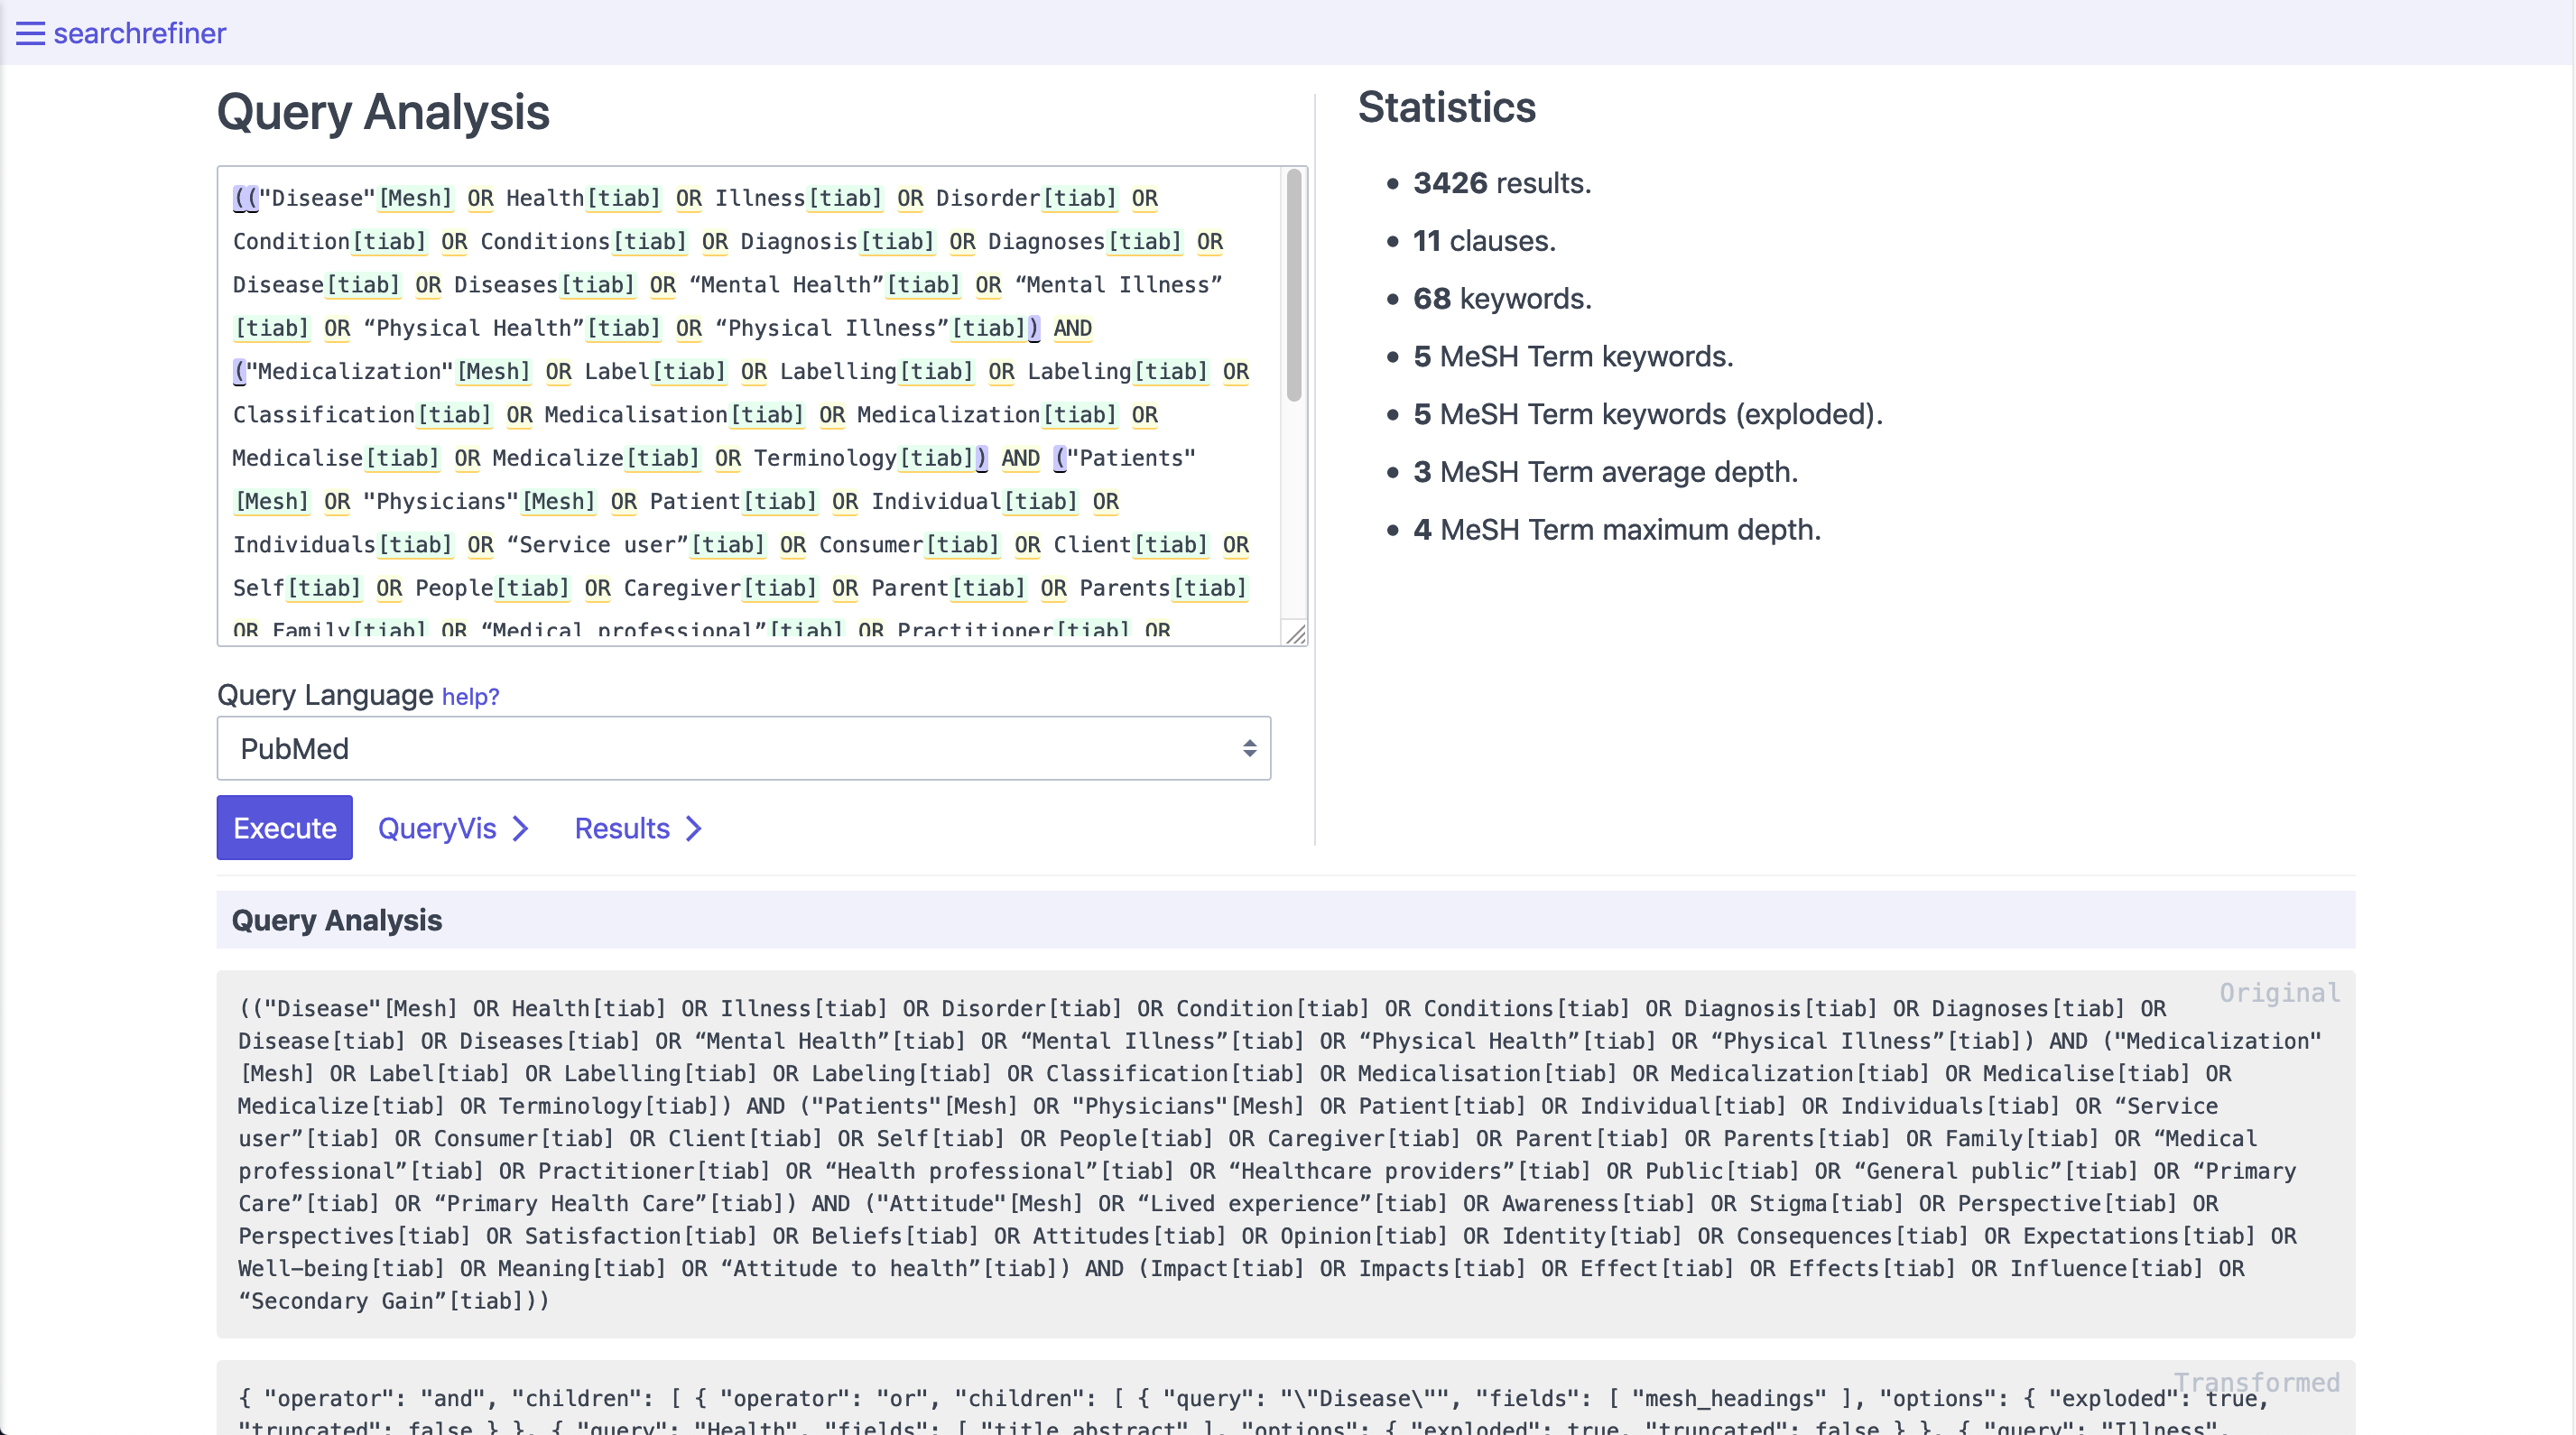 searchrefiner
Query Analysis
(("Disease"[Mesh] OR Health[tiab] OR Illness[tiab] OR Disorder[tiab] OR
Condition[tiab] OR Conditions[tiab] OR Diagnosis[tiab] OR Diagnoses[tiab] OR
Disease[tiab] OR Diseases[tiab] OR “Mental Health”[tiab] OR “Mental Illness”
[tiab] OR “Physical Health”[tiab] OR “Physical Illness”[tiab]) AND
("Medicalization"[Mesh] OR Label[tiab] OR Labelling[tiab] OR Labeling[tiab] OR
Classification[tiab] OR Medicalisation[tiab] OR Medicalization[tiab] OR
Medicalise[tiab] OR Medicalize[tiab] OR Terminology[tiab]) AND ("Patients"
[Mesh] OR "Physicians"[Mesh] OR Patient[tiab] OR Individual[tiab] OR
Individuals[tiab] OR “Service user”[tiab] OR Consumer[tiab] OR Client[tiab] OR
Self[tiab] OR People[tiab] OR Caregiver[tiab] OR Parent[tiab] OR Parents[tiab]
OR Family[tiab] OR “Medical professional”[tiab] OR Practitioner[tiab] OR
Query Language help?
PubMed
Execute QueryVis Results
Statistics
• 3426 results.
• 11 clauses.
• 68 keywords.
• 5 MeSH Term keywords.
• 5 MeSH Term keywords (exploded).
• 3 MeSH Term average depth.
• 4 MeSH Term maximum depth.
Query Analysis
Original
(("Disease"[Mesh] OR Health[tiab] OR Illness[tiab] OR Disorder[tiab] OR Condition[tiab] OR Conditions[tiab] OR Diagnosis[tiab] OR Diagnoses[tiab] OR
Disease[tiab] OR Diseases[tiab] OR “Mental Health”[tiab] OR “Mental Illness”[tiab] OR “Physical Health”[tiab] OR “Physical Illness”[tiab]) AND ("Medicalization"
[Mesh] OR Label[tiab] OR Labelling[tiab] OR Labeling[tiab] OR Classification[tiab] OR Medicalisation[tiab] OR Medicalization[tiab] OR Medicalise[tiab] OR
Medicalize[tiab] OR Terminology[tiab]) AND ("Patients"[Mesh] OR "Physicians"[Mesh] OR Patient[tiab] OR Individual[tiab] OR Individuals[tiab] OR “Service
user”[tiab] OR Consumer[tiab] OR Client[tiab] OR Self[tiab] OR People[tiab] OR Caregiver[tiab] OR Parent[tiab] OR Parents[tiab] OR Family[tiab] OR “Medical
professional”[tiab] OR Practitioner[tiab] OR “Health professional”[tiab] OR “Healthcare providers”[tiab] OR Public[tiab] OR “General public”[tiab] OR “Primary
Care”[tiab] OR “Primary Health Care”[tiab]) AND ("Attitude"[Mesh] OR “Lived experience”[tiab] OR Awareness[tiab] OR Stigma[tiab] OR Perspective[tiab] OR
Perspectives[tiab] OR Satisfaction[tiab] OR Beliefs[tiab] OR Attitudes[tiab] OR Opinion[tiab] OR Identity[tiab] OR Consequences[tiab] OR Expectations[tiab] OR
Well–being[tiab] OR Meaning[tiab] OR “Attitude to health”[tiab]) AND (Impact[tiab] OR Impacts[tiab] OR Effect[tiab] OR Effects[tiab] OR Influence[tiab] OR
“Secondary Gain”[tiab]))
Transformed
{ "operator": "and", "children": [ { "operator": "or", "children": [ { "query": "\"Disease\"", "fields": [ "mesh_headings" ], "options": { "exploded": true,
"truncated": false } }, { "query": "Health", "fields": [ "title_abstract" ], "options": { "exploded": true, "truncated": false } }, { "query": "Illness",